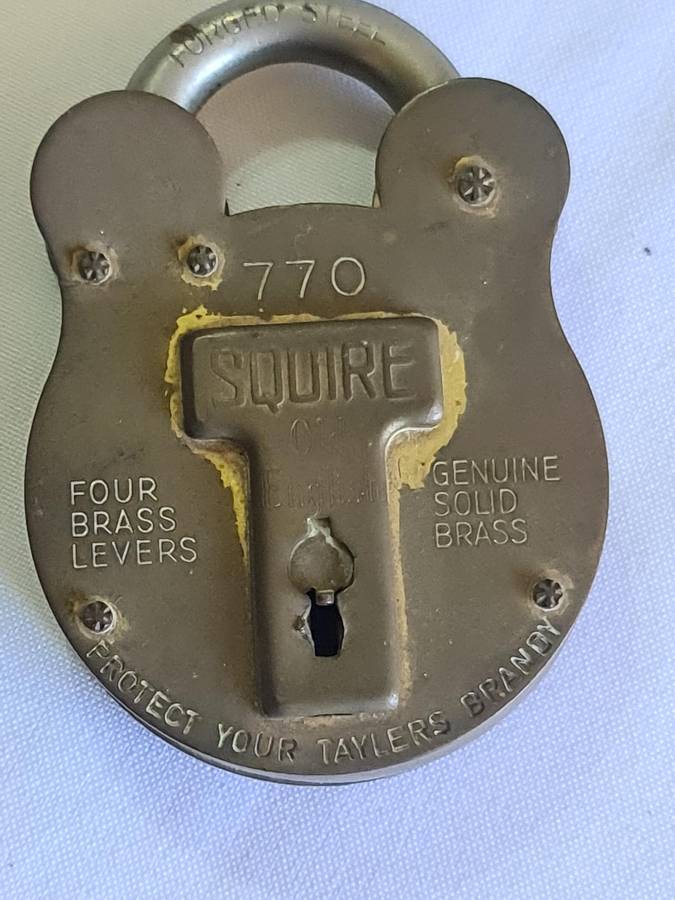 FORGED STEEL
770
SQUIRE
FOUR
BRASS
LEVERS
GENUINE
SOLID
BRASS
PROTECT YOUR TAYLERS BRANDY